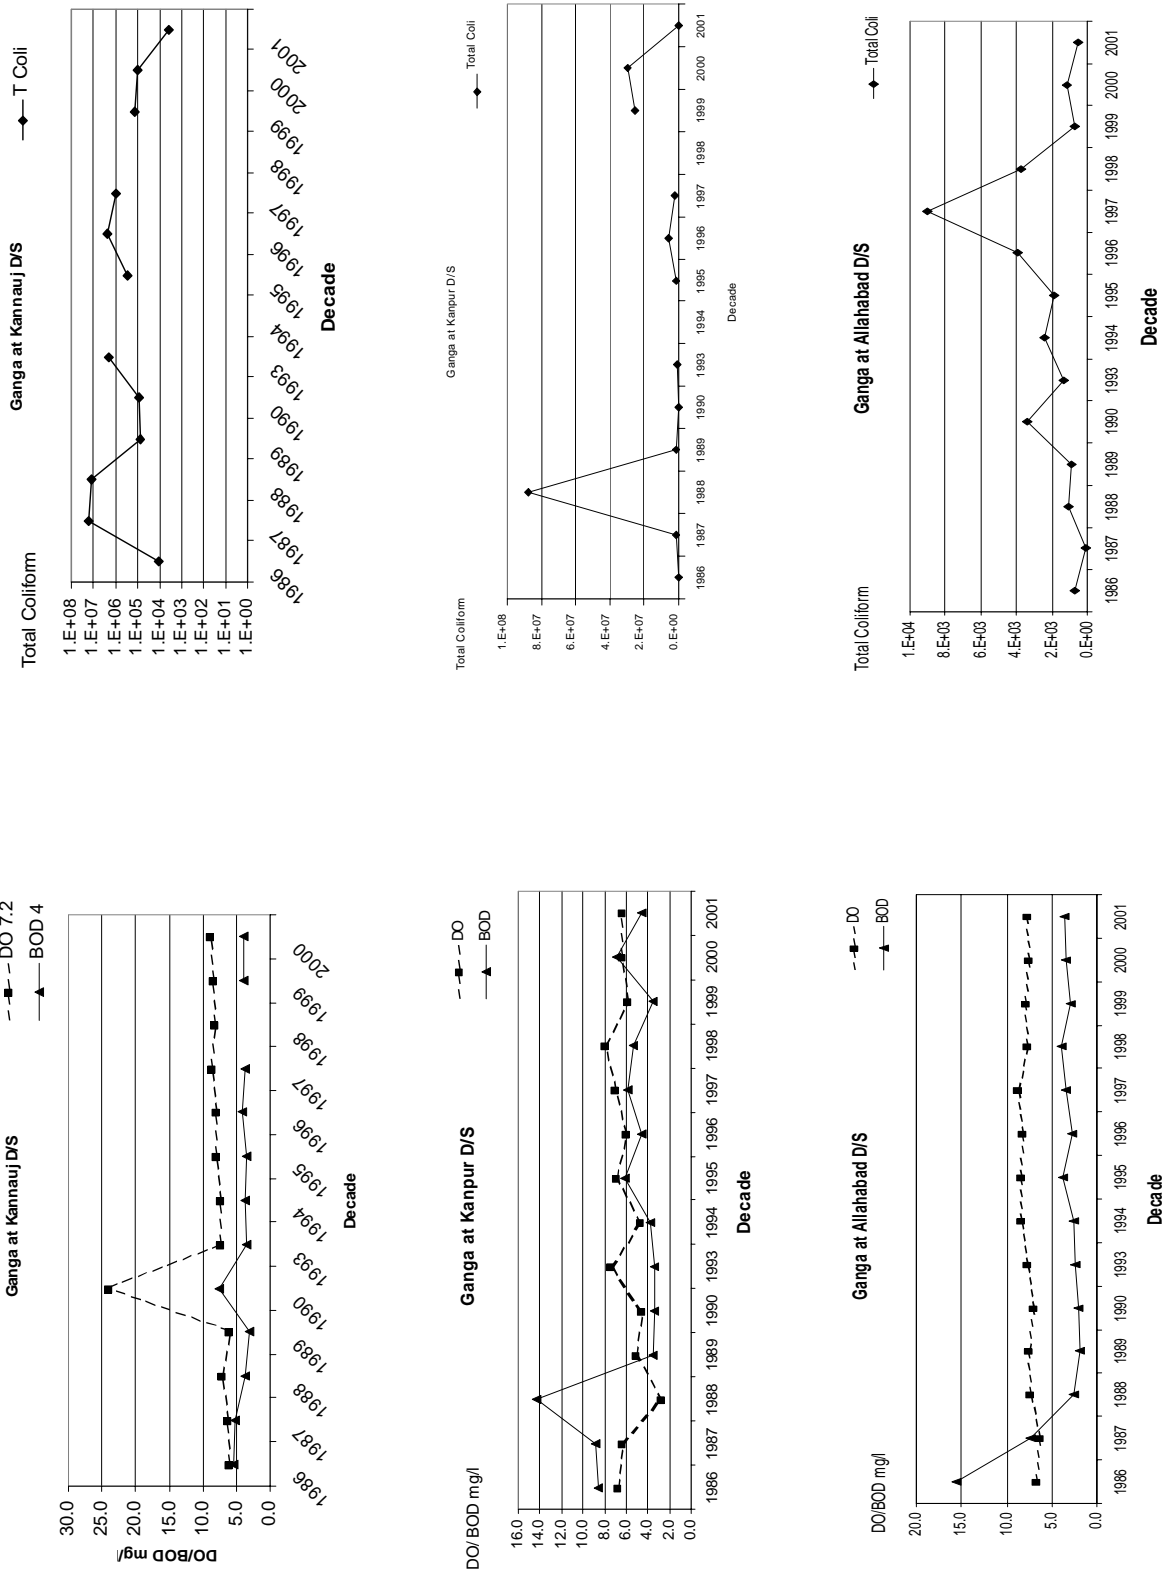 Ganga at Kannauj D/S
DO 7.2
BOD 4
DO/BOD mg/l
30.0
25.0
20.0
15.0
10.0
5.0
0.0
1986
1987
1988
1989
1990
1993
1994
1995
1996
1997
1998
1999
2000
Decade
Ganga at Kannauj D/S
T Coli
Total Coliform
1.E+08
1.E+07
1.E+06
1.E+05
1.E+04
1.E+03
1.E+02
1.E+01
1.E+00
1986
1987
1988
1989
1990
1993
1994
1995
1996
1997
1998
1999
2000
2001
Decade
Ganga at Kanpur D/S
DO
BOD
DO/BOD mg/l
16.0
14.0
12.0
10.0
8.0
6.0
4.0
2.0
0.0
1986
1987
1988
1989
1990
1993
1994
1995
1996
1997
1998
1999
2000
2001
Decade
Ganga at Kanpur D/S
Total Coli
Total Coliform
1.E+08
8.E+07
6.E+07
4.E+07
2.E+07
0.E+00
1986
1987
1988
1989
1990
1993
1994
1995
1996
1997
1998
1999
2000
2001
Decade
Ganga at Allahabad D/S
DO
BOD
DO/BOD mg/l
20.0
15.0
10.0
5.0
0.0
1986
1987
1988
1989
1990
1993
1994
1995
1996
1997
1998
1999
2000
2001
Decade
Ganga at Allahabad D/S
Total Coli
Total Coliform
1.E+04
8.E+03
6.E+03
4.E+03
2.E+03
0.E+00
1986
1987
1988
1989
1990
1993
1994
1995
1996
1997
1998
1999
2000
2001
Decade